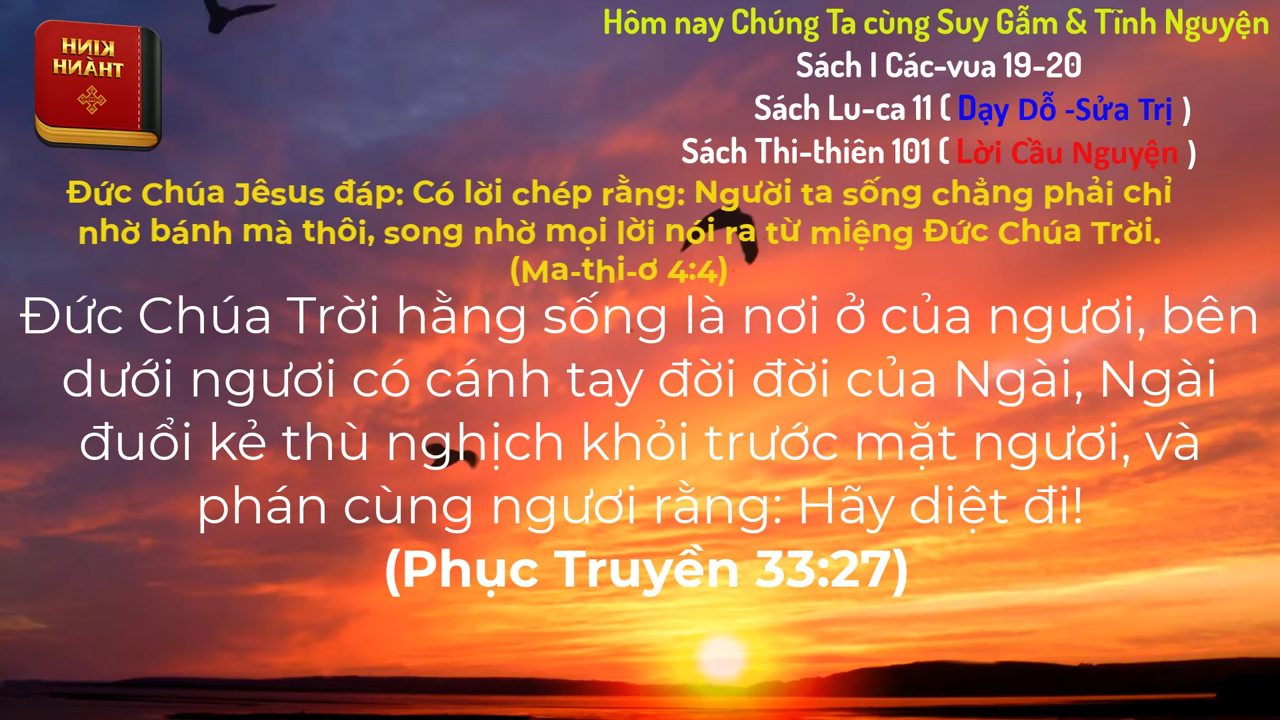 KINH
THÀNH
Hôm nay Chúng Ta cùng Suy Gẫm & Tĩnh Nguyện
Sách I Các-vua 19-20
Sách Lu-ca 11 ( Dạy Dỗ -Sửa Trị )
Sách Thi-thiên 101 ( Lời Cầu Nguyện )
Đức Chúa Jêsus đáp: Có lời chép rằng: Người ta sống chẳng phải chỉ
nhờ bánh mà thôi, song nhờ mọi lời nói ra từ miệng Đức Chúa Trời.
(Ma-thi-ơ 4:4)
Đức Chúa Trời hằng sống là nơi ở của ngươi, bên
dưới ngươi có cánh tay đời đời của Ngài, Ngài
đuổi kẻ thù nghịch khỏi trước mặt ngươi, và
phán cùng ngươi rằng: Hãy diệt đi!
(Phục Truyền 33:27)